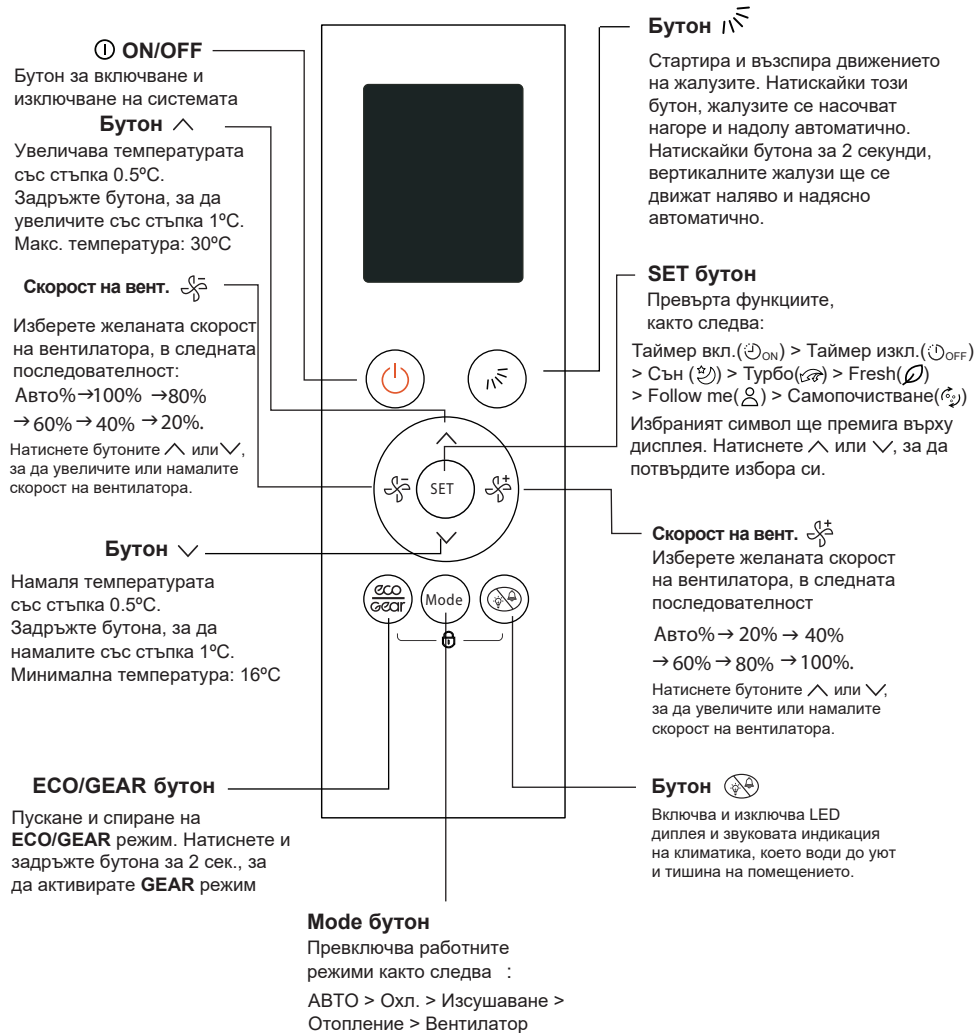 ON/OFF
Бутон за включване и
изключване на системата
Бутон
Увеличава температурата
със стъпка 0.5ºC.
Задръжте бутона, за да
увеличите със стъпка 1ºC.
Макс. температура: 30ºC
Скорост на вент.
Изберете желаната скорост
на вентилатора, в следната
последователност:
Авто%→100% →80%
→60%→40% →20%.
Натиснете бутоните ︿ или ﹀,
за да увеличите или намалите
скорост на вентилатора.
Бутон
Намаля температурата
със стъпка 0.5ºC.
Задръжте бутона, за да
намалите със стъпка 1ºC.
Минимална температура: 16ºC
ECO/GEAR бутон
Пускане и спиране на
ECO/GEAR режим. Натиснете и
задръжте бутона за 2 сек., за
да активирате GEAR режим
SET
eco
Gear
Mode
Mode бутон
Превключва работните
режими както следва :
АВТО > Охл. > Изсушаване >
Отопление > Вентилатор
Бутон
Стартира и възспира движението
на жалузите. Натискайки този
бутон, жалузите се насочват
нагоре и надолу автоматично.
Натискайки бутона за 2 секунди,
вертикалните жалузи ще се
движат наляво и надясно
автоматично.
SET бутон
Превърта функциите,
както следва:
Таймер вкл.(ON) > Таймер изкл.(OFF)
> Сън () > Турбо() > Fresh()
> Follow me() > Самопочистване()
Избраният символ ще премига върху
дисплея. Натиснете ︿ или ﹀, за да
потвърдите избора си.
Скорост на вент.
Изберете желаната скорост
на вентилатора, в следната
последователност
Авто%→ 20% → 40%
→60%→ 80% →100%.
Натиснете бутоните ︿ или ﹀,
за да увеличите или намалите
скорост на вентилатора.
Бутон
Включва и изключва LED
диплея и звуковата индикация
на климатика, което води до уют
и тишина на помещението.